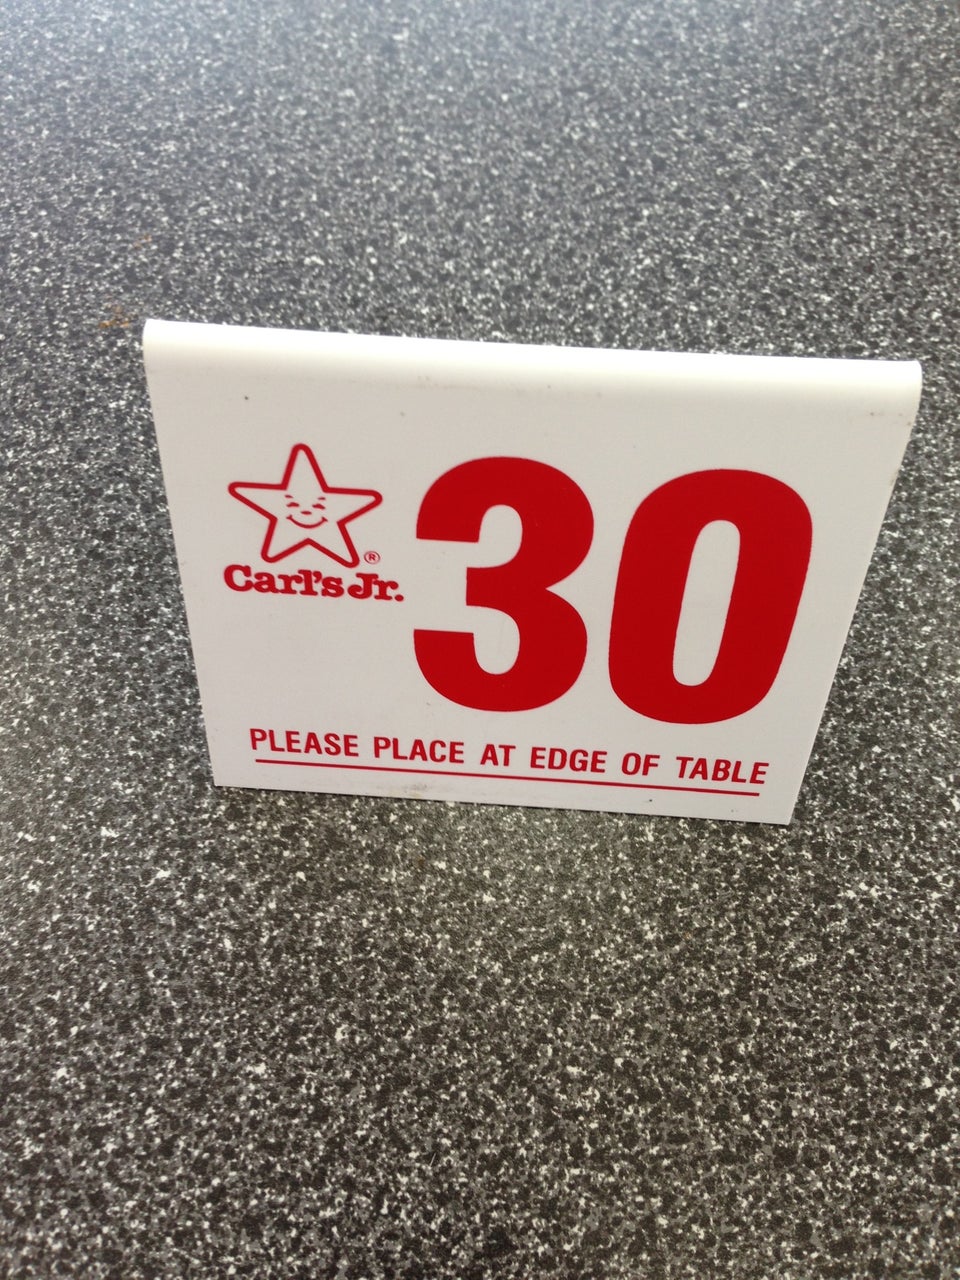 30
® 
Carl's Jr.
PLEASE PLACE AT EDGE OF TABLE